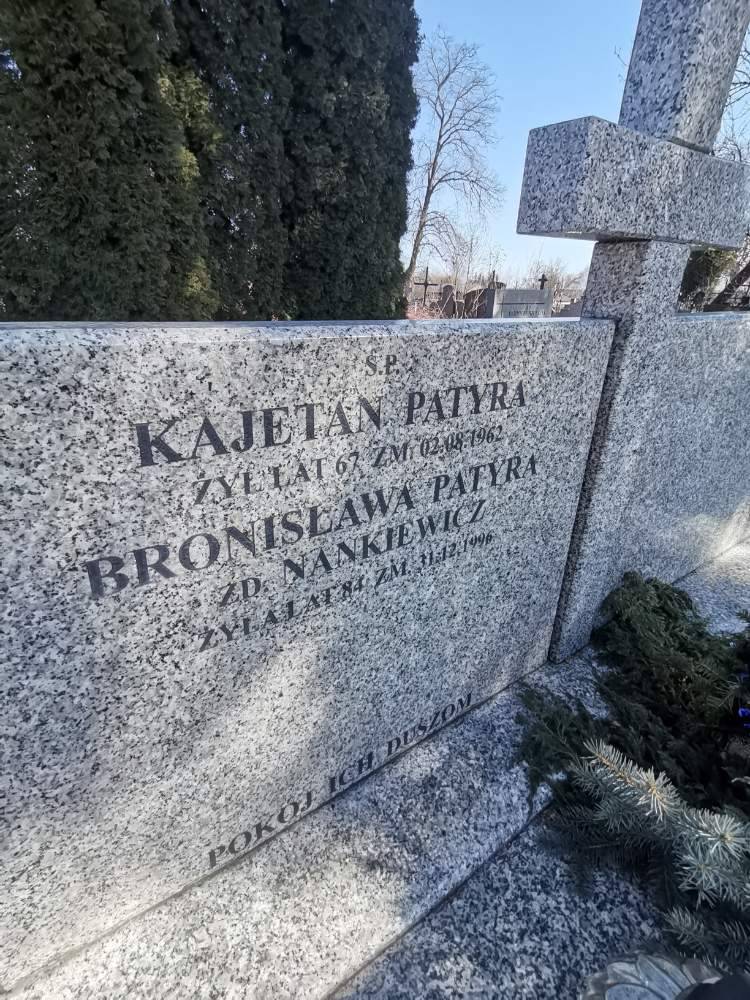 Ś.P.
KAJETAN PATYRA
ŻYŁ LAT 67 ZM. 02.08.1962
BRONISŁAWA PATYRA
ZD. NANKIEWICZ
ŻYŁA LAT 84 ZM. 31.12.1996
POKÓJ ICH DUSZOM